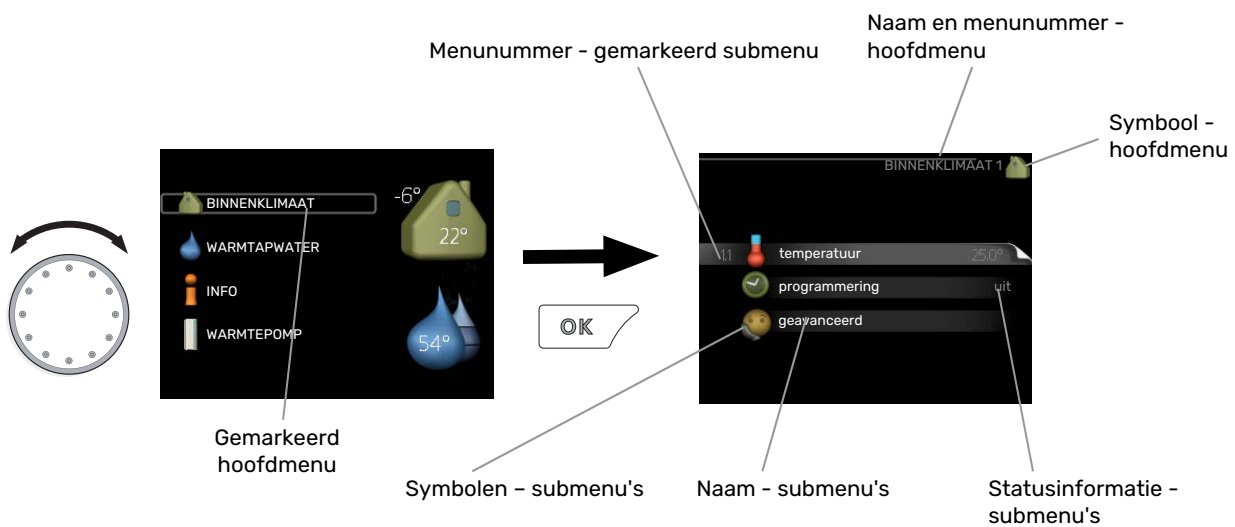 Naam en menunummer -
hoofdmenu
Menunummer - gemarkeerd submenu
Symbool -
hoofdmenu
BINNENKLIMAAT
-6°
22°
WARMTAPWATER
INFO
WARMTEPOMP
54°
OK
BINNENKLIMAAT 1
1.1 temperatuur 25.0°
programmering uit
geavanceerd
Gemarkeerd
hoofdmenu
Symbolen – submenu's
Naam - submenu's
Statusinformatie -
submenu's